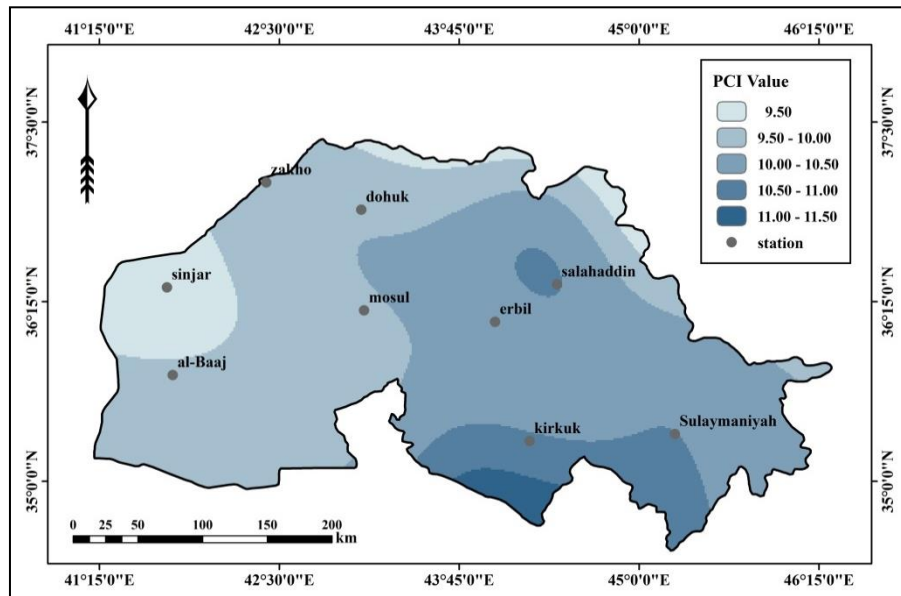 41°15'0"E 42°30'0"E 43°45'0"E 45°0'0"E 46°15'0"E
37°30'0"N
36°15'0"N
35°0'0"N
PCI Value
9.50
9.50 - 10.00
10.00 - 10.50
10.50 - 11.00
11.00 - 11.50
station
zakho
dohuk
sinjar
salahaddin
mosul
erbil
al-Baaj
kirkuk
Sulaymaniyah
0 25 50 100 150 200
km
37°30'0"N
36°15'0"N
35°0'0"N
41°15'0"E 42°30'0"E 43°45'0"E 45°0'0"E 46°15'0"E